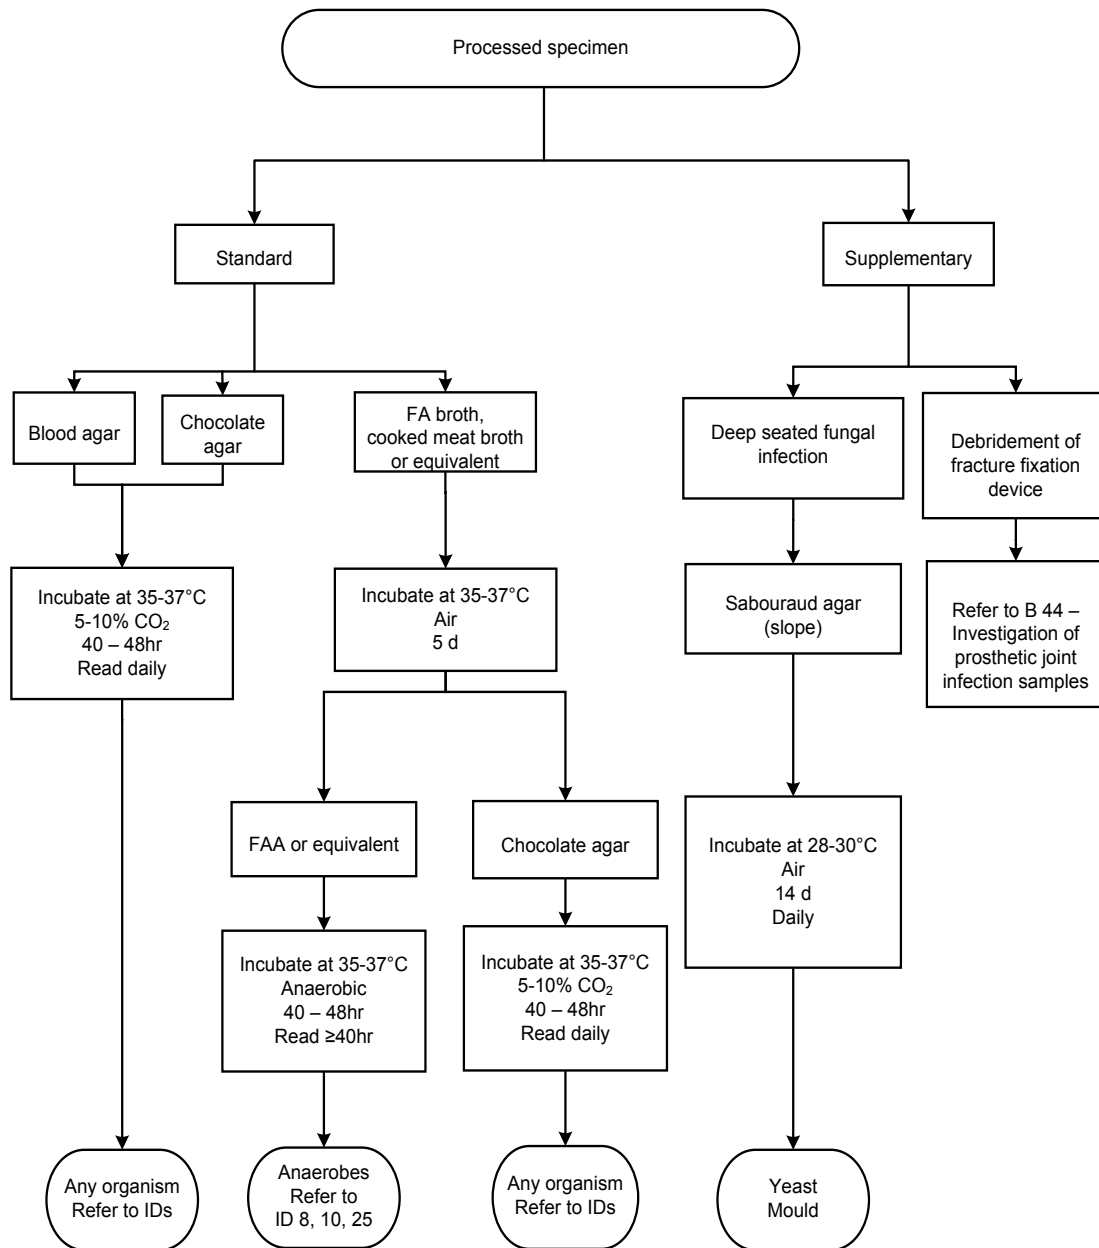 Processed specimen
Standard
Supplementary
Blood agar
Chocolate
agar
FA broth,
cooked meat broth
or equivalent
Deep seated fungal
infection
Debridement of
fracture fixation
device
Incubate at 35-37°C
5-10% CO₂
40 – 48hr
Read daily
Incubate at 35-37°C
Air
5 d
Sabouraud agar
(slope)
Refer to B 44 –
Investigation of
prosthetic joint
infection samples
FAA or equivalent
Chocolate agar
Incubate at 28-30°C
Air
14 d
Daily
Incubate at 35-37°C
Anaerobic
40 – 48hr
Read ≥40hr
Incubate at 35-37°C
5-10% CO₂
40 – 48hr
Read daily
Any organism
Refer to IDs
Anaerobes
Refer to
ID 8, 10, 25
Any organism
Refer to IDs
Yeast
Mould